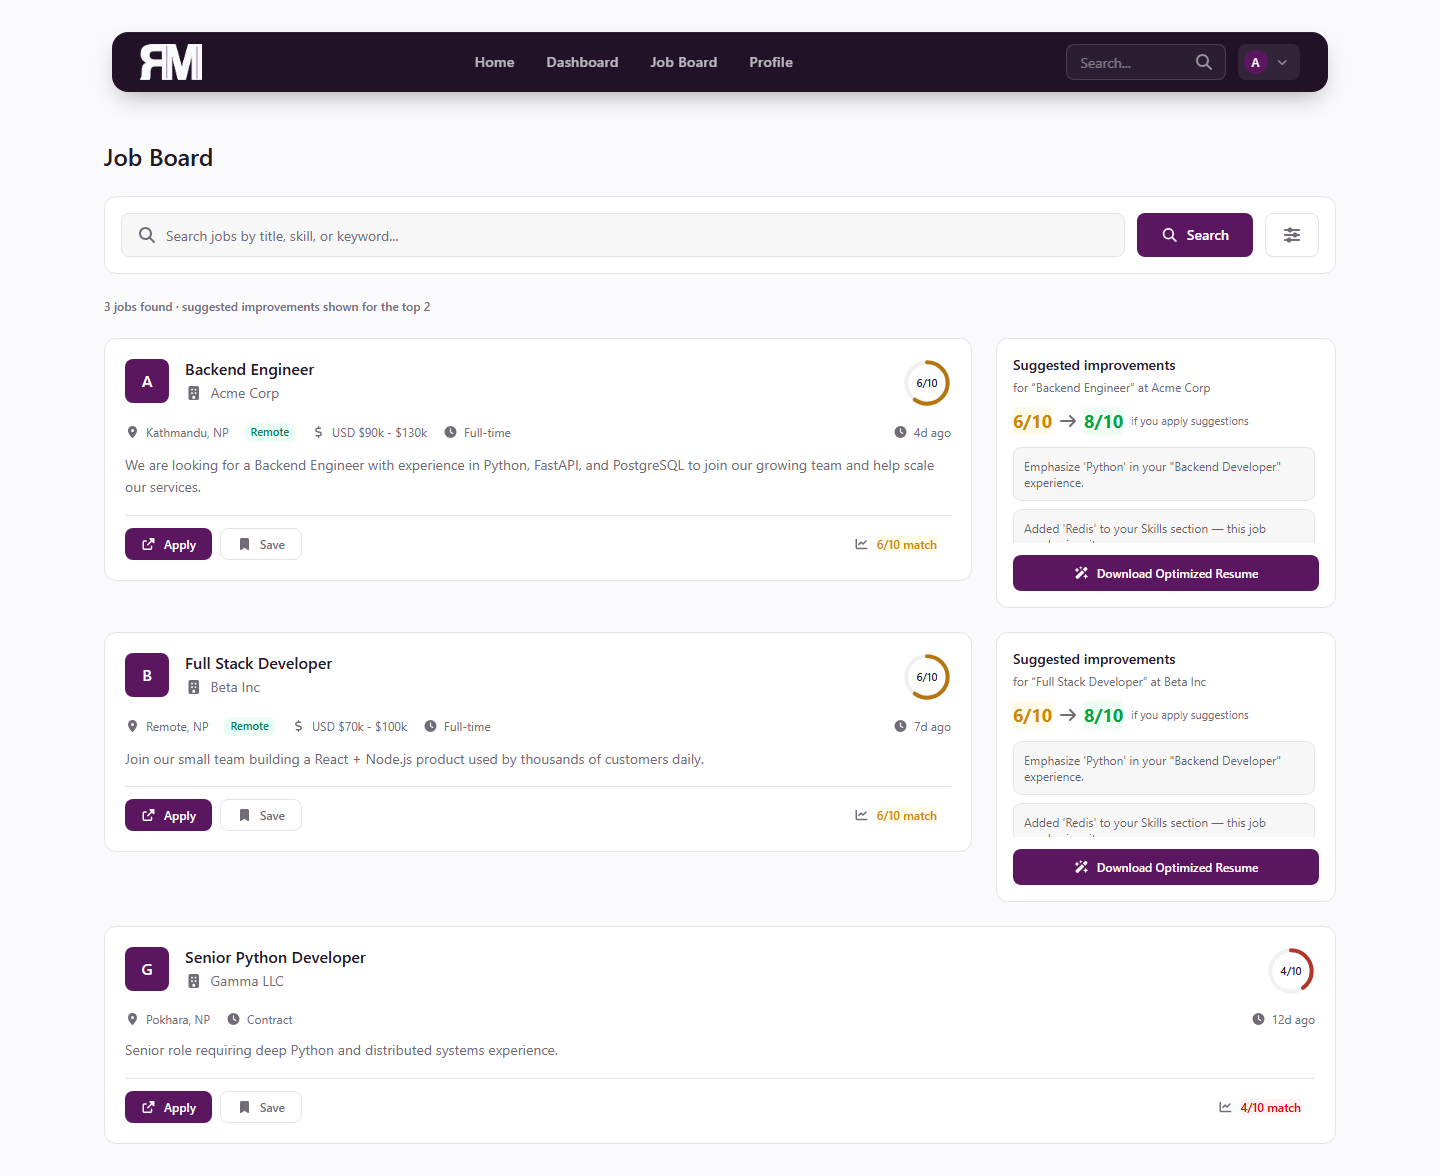 ЯM
Home
Dashboard
Job Board
Profile
Search...
A
Job Board
Search jobs by title, skill, or keyword...
Search
3 jobs found · suggested improvements shown for the top 2
A
Backend Engineer
Acme Corp
6/10
Kathmandu, NP
Remote
USD $90k - $130k
Full-time
4d ago
We are looking for a Backend Engineer with experience in Python, FastAPI, and PostgreSQL to join our growing team and help scale
our services.
Apply
Save
6/10 match
Suggested improvements
for “Backend Engineer” at Acme Corp
6/10 → 8/10 if you apply suggestions
Emphasize 'Python' in your "Backend Developer"
experience.
Added 'Redis' to your Skills section — this job
Download Optimized Resume
B
Full Stack Developer
Beta Inc
6/10
Remote, NP
Remote
USD $70k - $100k
Full-time
7d ago
Join our small team building a React + Node.js product used by thousands of customers daily.
Apply
Save
6/10 match
Suggested improvements
for “Full Stack Developer” at Beta Inc
6/10 → 8/10 if you apply suggestions
Emphasize 'Python' in your "Backend Developer"
experience.
Added 'Redis' to your Skills section — this job
Download Optimized Resume
G
Senior Python Developer
Gamma LLC
4/10
Pokhara, NP
Contract
12d ago
Senior role requiring deep Python and distributed systems experience.
Apply
Save
4/10 match